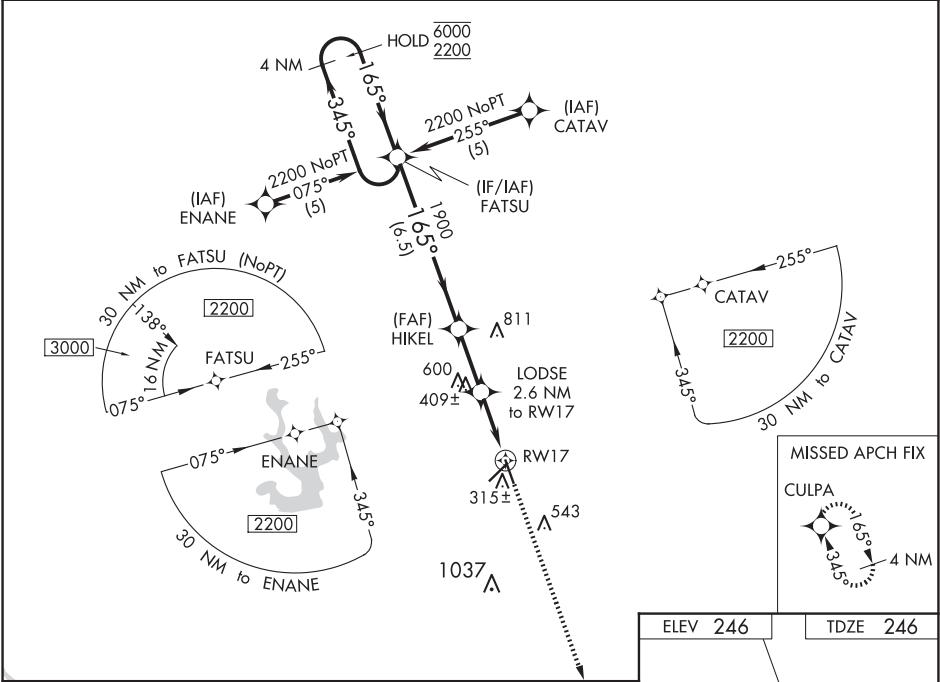 HOLD 6000
2200
4 NM
165°
345°
2200 NoPT
255°
(5)
(IAF)
CATAV
2200 NoPT
075°
(5)
(IAF)
ENANE
(IF/IAF)
FATSU
1900
165°
(6.5)
30 NM to FATSU (NoPT)
2200
138°
3000
16 NM
FATSU
255°
075°
(FAF)
HIKEL
811
600
409±
LODSE
2.6 NM
to RW17
RW17
315±
543
1037
255°
CATAV
2200
345°
30 NM to CATAV
075°
ENANE
345°
2200
30 NM to ENANE
MISSED APCH FIX
CULPA
165°
345°
4 NM
ELEV 246
TDZE 246